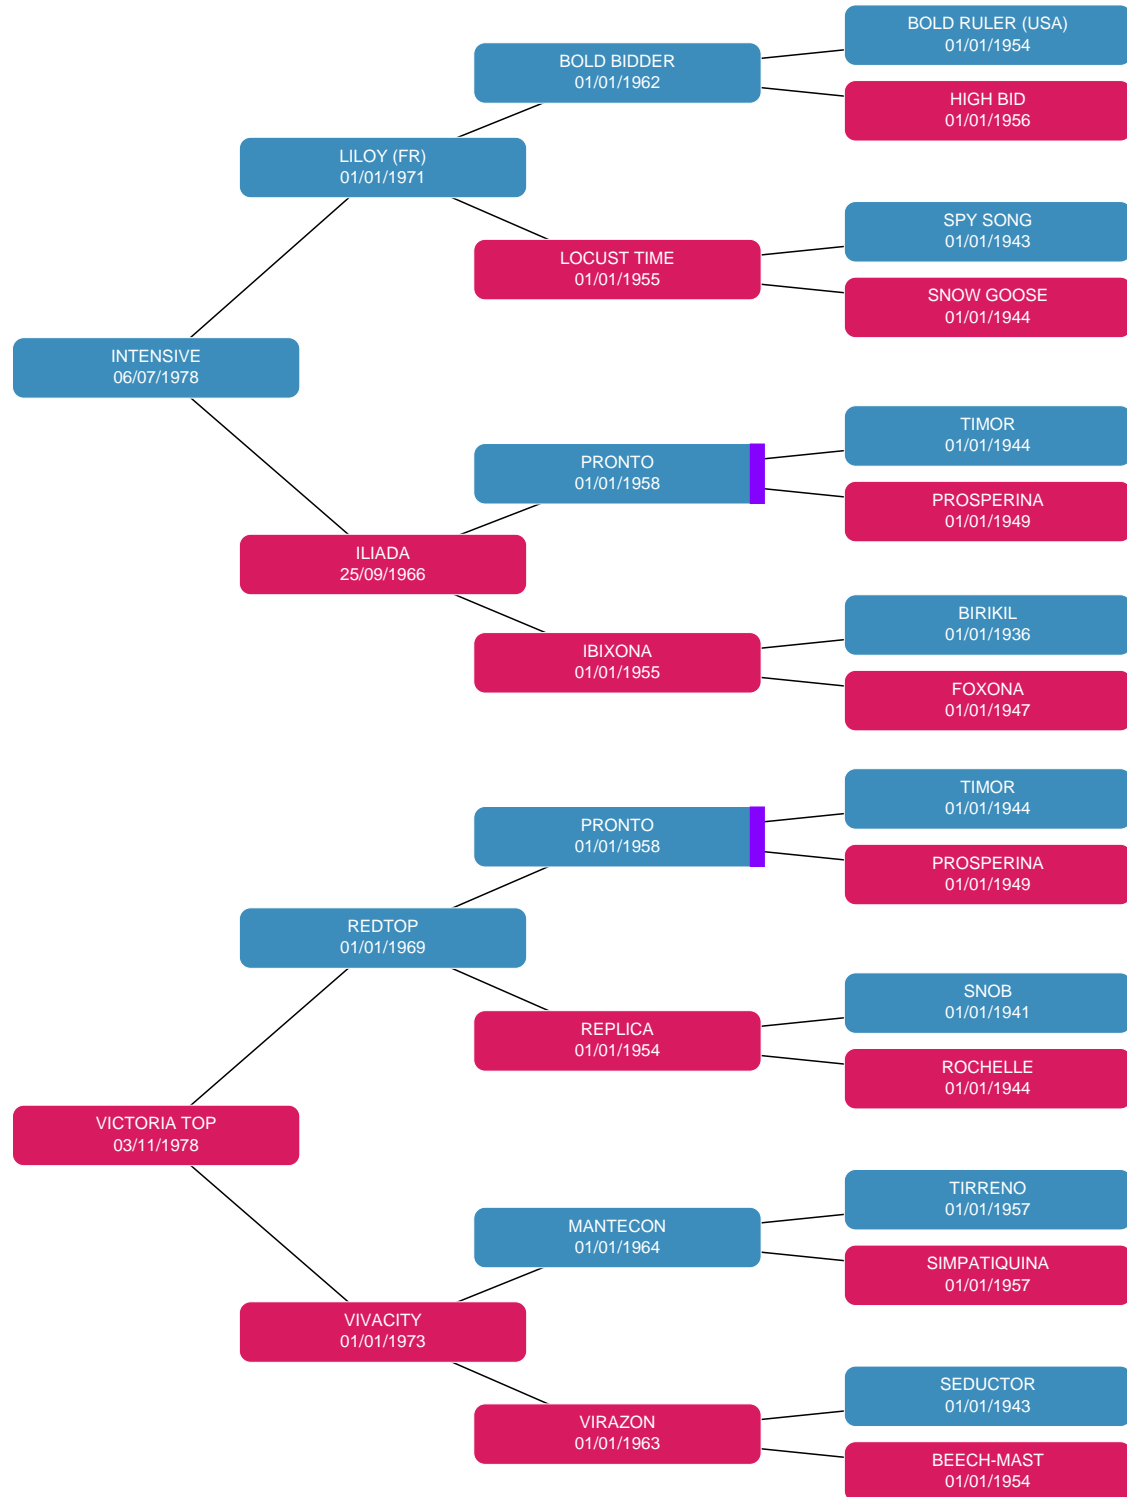 BOLD RULER (USA)
01/01/1954
BOLD BIDDER
01/01/1962
HIGH BID
01/01/1956
LILOY (FR)
01/01/1971
SPY SONG
01/01/1943
LOCUST TIME
01/01/1955
SNOW GOOSE
01/01/1944
INTENSIVE
06/07/1978
TIMOR
01/01/1944
PRONTO
01/01/1958
PROSPERINA
01/01/1949
ILIADA
25/09/1966
BIRIKIL
01/01/1936
IBIXONA
01/01/1955
FOXONA
01/01/1947
TIMOR
01/01/1944
PRONTO
01/01/1958
PROSPERINA
01/01/1949
REDTOP
01/01/1969
SNOB
01/01/1941
REPLICA
01/01/1954
ROCHELLE
01/01/1944
VICTORIA TOP
03/11/1978
TIRRENO
01/01/1957
MANTECON
01/01/1964
SIMPATIQUINA
01/01/1957
VIVACITY
01/01/1973
SEDUCTOR
01/01/1943
VIRAZON
01/01/1963
BEECH-MAST
01/01/1954